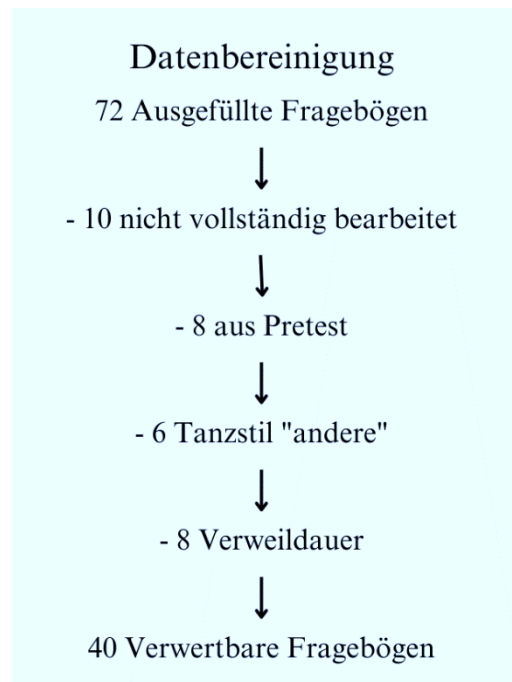 Datenbereinigung
72 Ausgefüllte Fragebögen
- 10 nicht vollständig bearbeitet
- 8 aus Pretest
- 6 Tanzstil "andere"
- 8 Verweildauer
40 Verwertbare Fragebögen